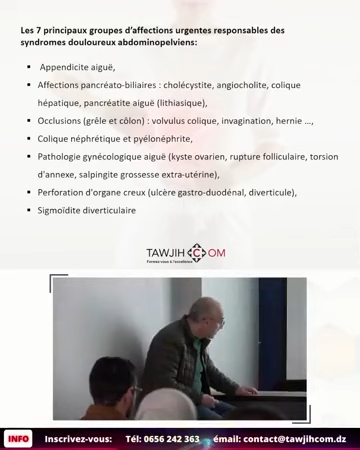 Les 7 principaux groupes d’affections urgentes responsables des
syndromes douloureux abdominopelviens:
▪ Appendicite aiguë,
▪ Affections pancréato-biliaires : cholécystite, angiocholite, colique
hépatique, pancréatite aiguë (lithiasique),
▪ Occlusions (grêle et côlon) : volvulus colique, invagination, hernie ...,
▪ Colique néphrétique et pyélonéphrite,
▪ Pathologie gynécologique aiguë (kyste ovarien, rupture folliculaire, torsion
d’annexe, salpingite grossesse extra-utérine),
▪ Perforation d’organe creux (ulcère gastro-duodénal, diverticule),
▪ Sigmoïdite diverticulaire
TAWJIH COM
Formez-vous à l'excellence
INFO Inscrivez-vous: Tél: 0656 242 363 émail: contact@tawjihcom.dz